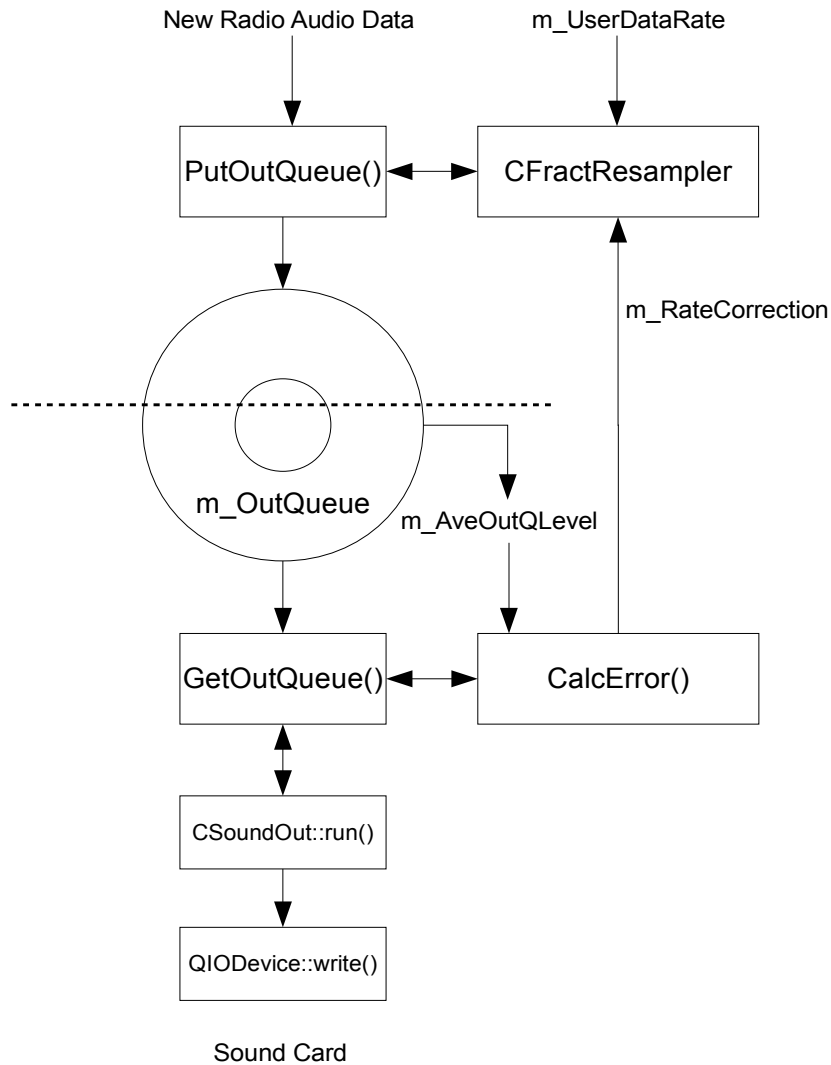 New Radio Audio Data
m_UserDataRate
PutOutQueue()
CFractResampler
m_RateCorrection
m_OutQueue
m_AveOutQLevel
GetOutQueue()
CalcError()
CSoundOut::run()
QIODevice::write()
Sound Card